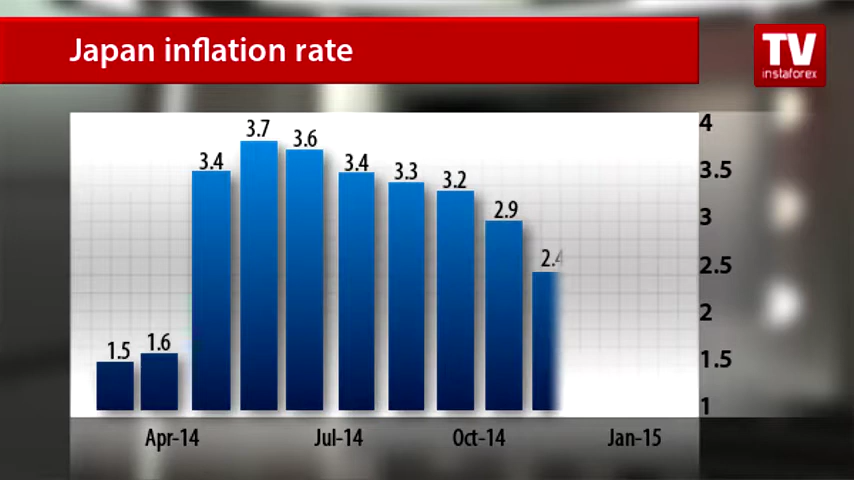 Japan inflation rate
TV
instaforex
1.5
1.6
3.4
3.7
3.6
3.4
3.3
3.2
2.9
2.4
4
3.5
3
2.5
2
1.5
1
Apr-14
Jul-14
Oct-14
Jan-15